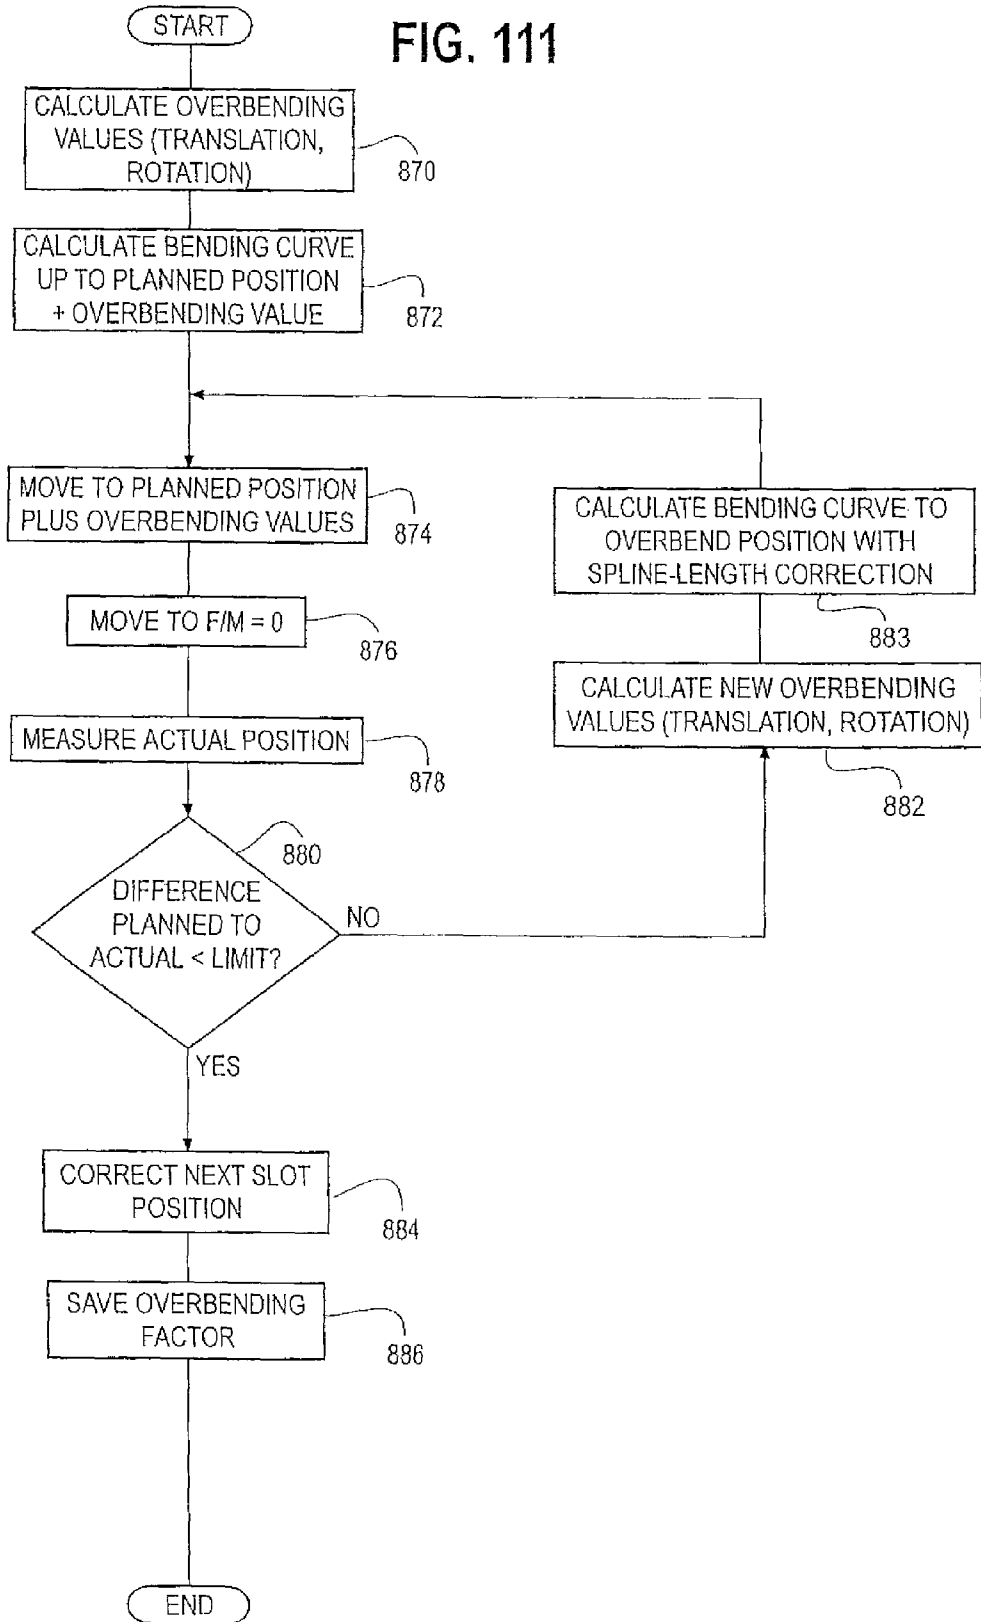 START
FIG. 111
CALCULATE OVERBENDING
VALUES (TRANSLATION,
ROTATION)
870
CALCULATE BENDING CURVE
UP TO PLANNED POSITION
+ OVERBENDING VALUE
872
MOVE TO PLANNED POSITION
PLUS OVERBENDING VALUES
874
MOVE TO F/M = 0
876
MEASURE ACTUAL POSITION
878
DIFFERENCE
PLANNED TO
ACTUAL < LIMIT?
880
NO
CALCULATE NEW OVERBENDING
VALUES (TRANSLATION, ROTATION)
882
CALCULATE BENDING CURVE TO
OVERBEND POSITION WITH
SPLINE-LENGTH CORRECTION
883
YES
CORRECT NEXT SLOT
POSITION
884
SAVE OVERBENDING
FACTOR
886
END